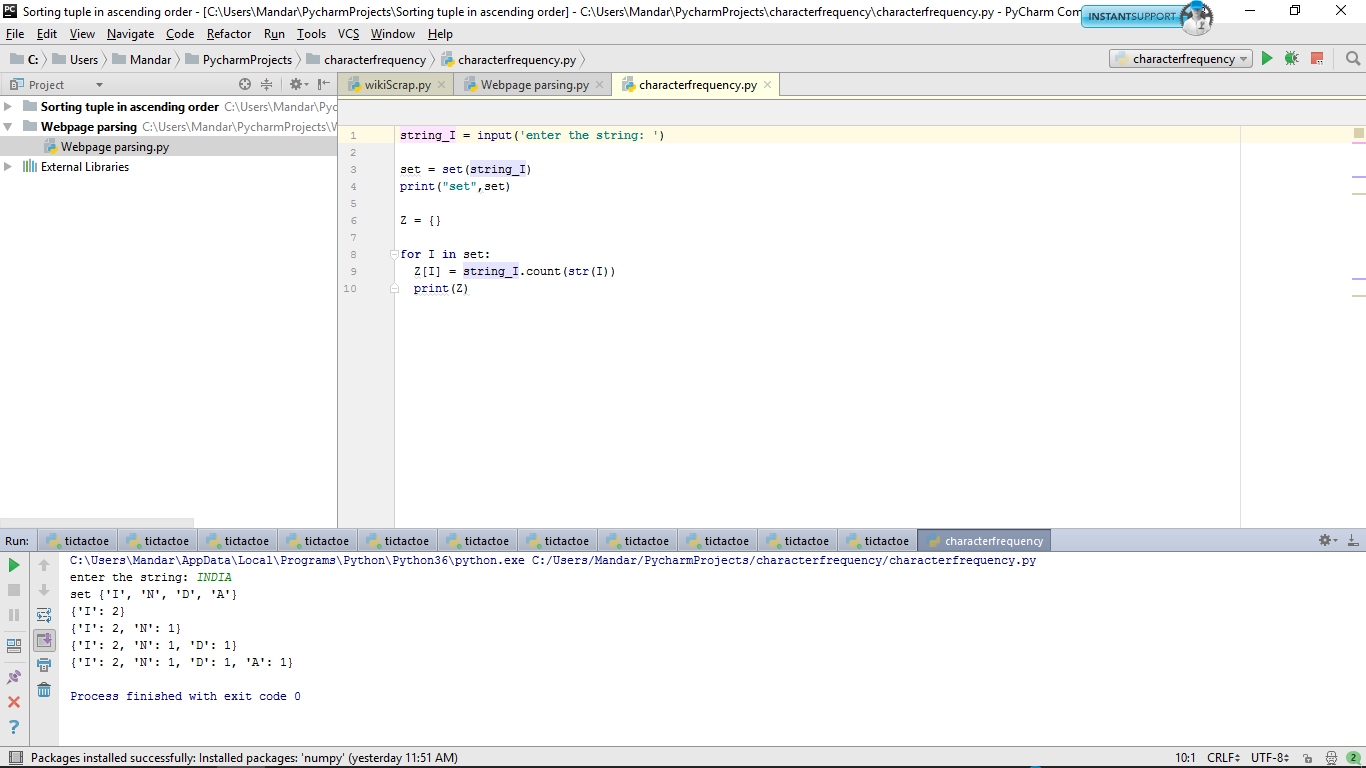 Sorting tuple in ascending order - [C:\Users\Mandar\PycharmProjects\Sorting tuple in ascending order] - C:\Users\Mandar\PycharmProjects\characterfrequency\characterfrequency.py - PyCharm Com
INSTANTSUPPORT
File Edit View Navigate Code Refactor Run Tools VCS Window Help
C: Users Mandar PycharmProjects characterfrequency characterfrequency.py
characterfrequency
Project
wikiScrap.py Webpage parsing.py characterfrequency.py
Sorting tuple in ascending order C:\Users\Mandar\Pyc
Webpage parsing C:\Users\Mandar\PycharmProjects\W
Webpage parsing.py
External Libraries
1 string_I = input('enter the string: ')
2
3 set = set(string_I)
4 print("set",set)
5
6 Z = {}
7
8 for I in set:
9 Z[I] = string_I.count(str(I))
10 print(Z)
Run: tictactoe tictactoe tictactoe tictactoe tictactoe tictactoe tictactoe tictactoe tictactoe tictactoe tictactoe characterfrequency
C:\Users\Mandar\AppData\Local\Programs\Python\Python36\python.exe C:/Users/Mandar/PycharmProjects/characterfrequency/characterfrequency.py
enter the string: INDIA
set {'I', 'N', 'D', 'A'}
{'I': 2}
{'I': 2, 'N': 1}
{'I': 2, 'N': 1, 'D': 1}
{'I': 2, 'N': 1, 'D': 1, 'A': 1}
Process finished with exit code 0
Packages installed successfully: Installed packages: 'numpy' (yesterday 11:51 AM)
10:1 CRLF UTF-8 2